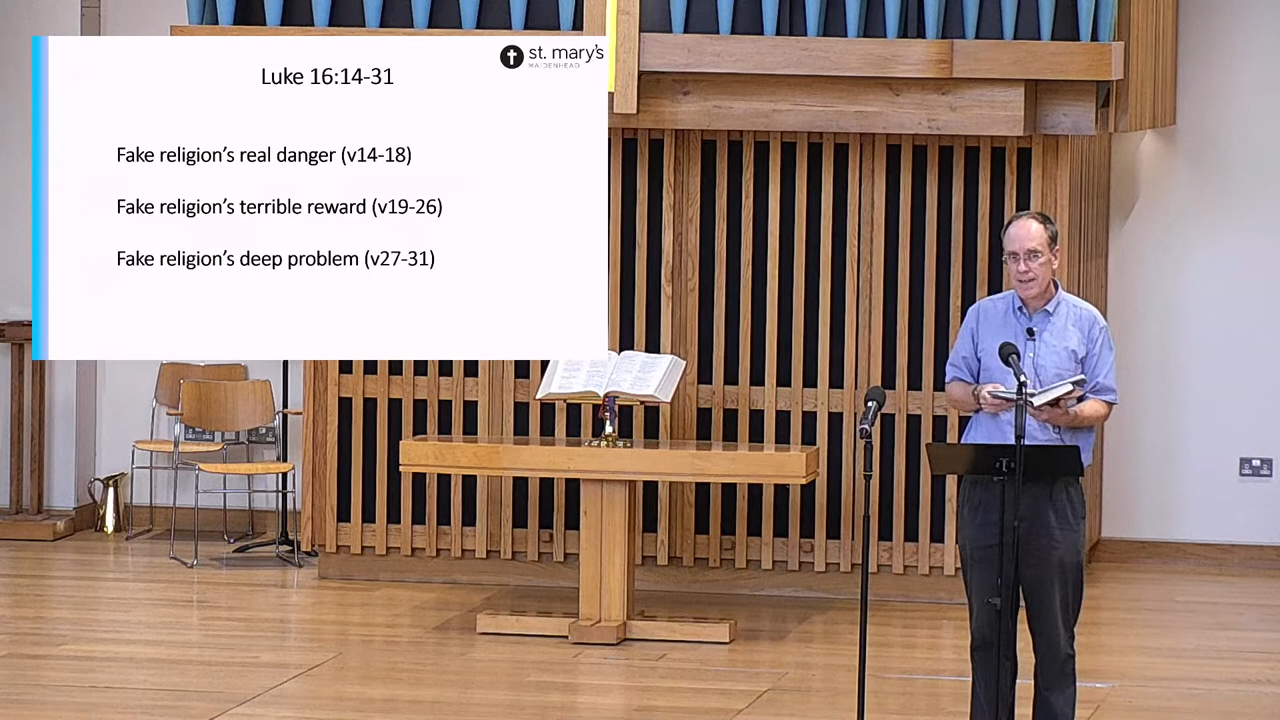 st. mary's
MAIDENHEAD
Luke 16:14-31
Fake religion's real danger (v14-18)
Fake religion's terrible reward (v19-26)
Fake religion's deep problem (v27-31)